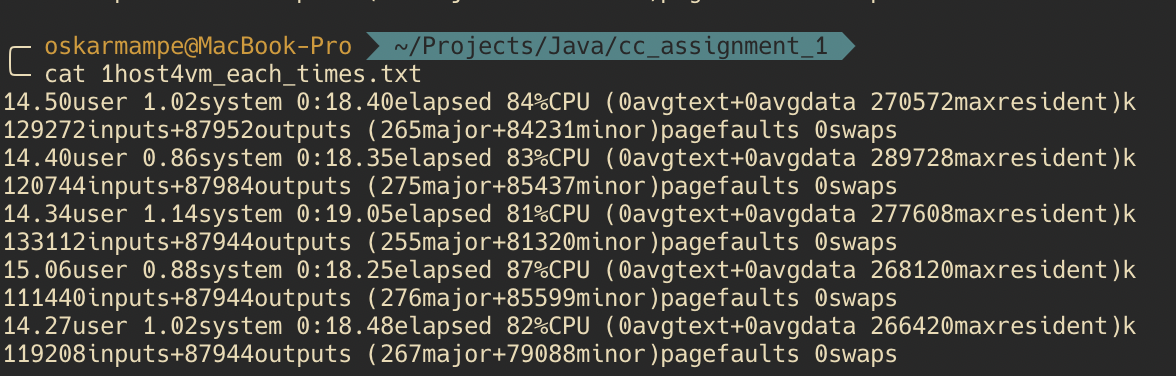 oskarmampe@MacBook-Pro ~/Projects/Java/cc_assignment_1
cat 1host4vm_each_times.txt
14.50user 1.02system 0:18.40elapsed 84%CPU (0avgtext+0avgdata 270572maxresident)k
129272inputs+87952outputs (265major+84231minor)pagefaults 0swaps
14.40user 0.86system 0:18.35elapsed 83%CPU (0avgtext+0avgdata 289728maxresident)k
120744inputs+87984outputs (275major+85437minor)pagefaults 0swaps
14.34user 1.14system 0:19.05elapsed 81%CPU (0avgtext+0avgdata 277608maxresident)k
133112inputs+87944outputs (255major+81320minor)pagefaults 0swaps
15.06user 0.88system 0:18.25elapsed 87%CPU (0avgtext+0avgdata 268120maxresident)k
111440inputs+87944outputs (276major+85599minor)pagefaults 0swaps
14.27user 1.02system 0:18.48elapsed 82%CPU (0avgtext+0avgdata 266420maxresident)k
119208inputs+87944outputs (267major+79088minor)pagefaults 0swaps